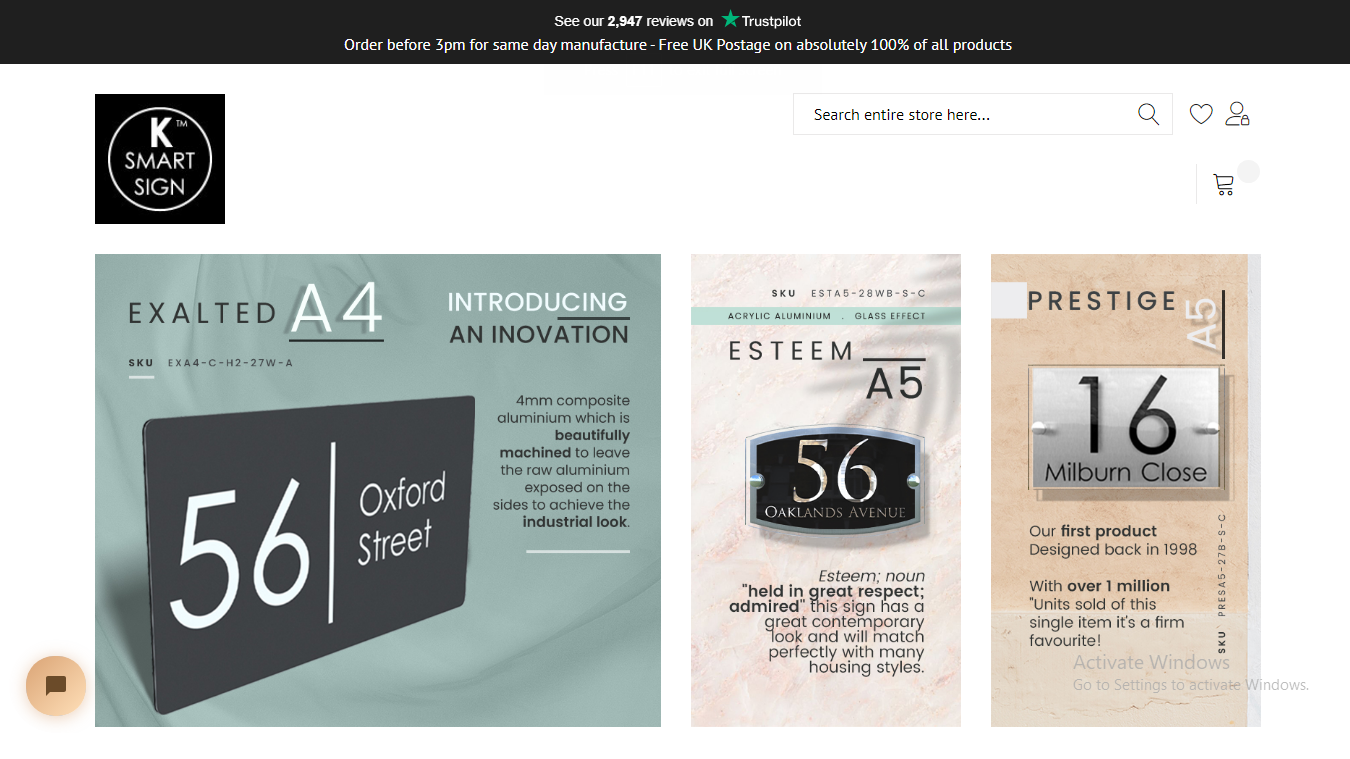 See our 2,947 reviews on Trustpilot
Order before 3pm for same day manufacture - Free UK Postage on absolutely 100% of all products
K™
SMART
SIGN
Search entire store here...
EXALTED A4
SKU EXA4-C-H2-27W-A
INTRODUCING
AN INOVATION
4mm composite
aluminium which is
beautifully
machined to leave
the raw aluminium
exposed on the
sides to achieve the
industrial look.
56
Oxford
Street
SKU ESTA5-28WB-S-C
ACRYLIC ALUMINIUM . GLASS EFFECT
ESTEEM
A5
56
OAKLANDS AVENUE
Esteem; noun
"held in great respect;
admired" this sign has a
great contemporary
look and will match
perfectly with many
housing styles.
PRESTIGE
A5
16
Milburn Close
Our first product
Designed back in 1998
With over 1 million
"Units sold of this
single item it's a firm
favourite!
SKU PRESA5-27B-S-C
Activate Windows
Go to Settings to activate Windows.